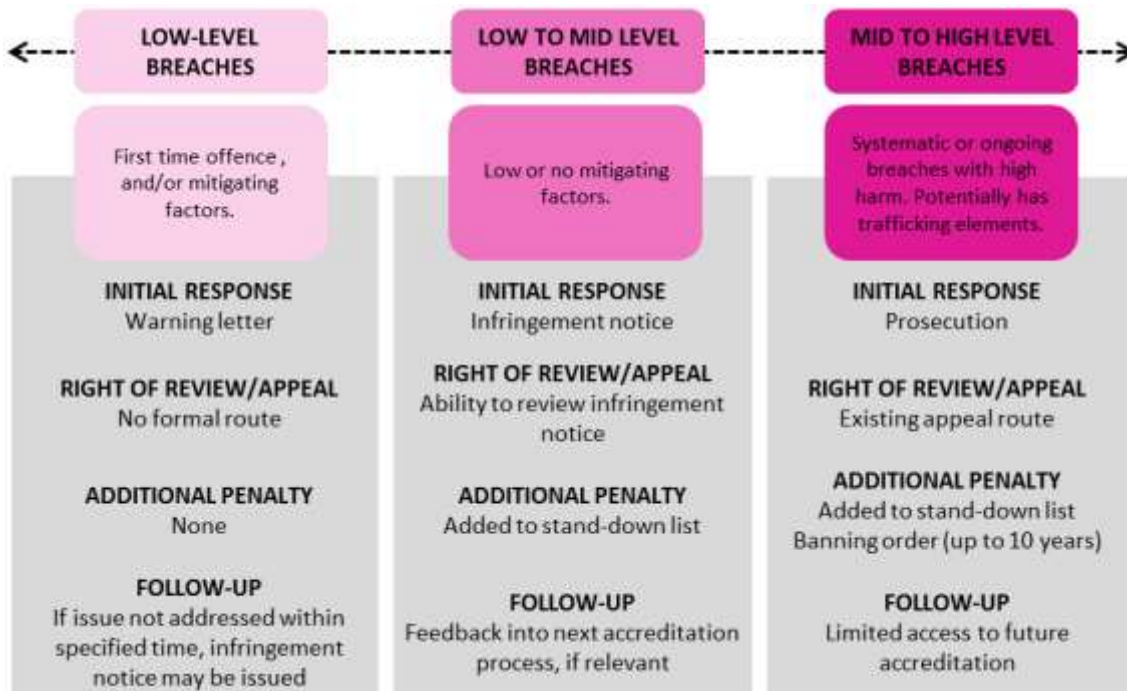 LOW-LEVEL
BREACHES
First time offence ,
and/or mitigating
factors.
INITIAL RESPONSE
Warning letter
RIGHT OF REVIEW/APPEAL
No formal route
ADDITIONAL PENALTY
None
FOLLOW-UP
If issue not addressed within
specified time, infringement
notice may be issued
LOW TO MID LEVEL
BREACHES
Low or no mitigating
factors.
INITIAL RESPONSE
Infringement notice
RIGHT OF REVIEW/APPEAL
Ability to review infringement
notice
ADDITIONAL PENALTY
Added to stand-down list
FOLLOW-UP
Feedback into next accreditation
process, if relevant
MID TO HIGH LEVEL
BREACHES
Systematic or ongoing
breaches with high
harm. Potentially has
trafficking elements.
INITIAL RESPONSE
Prosecution
RIGHT OF REVIEW/APPEAL
Existing appeal route
ADDITIONAL PENALTY
Added to stand-down list
Banning order (up to 10 years)
FOLLOW-UP
Limited access to future
accreditation